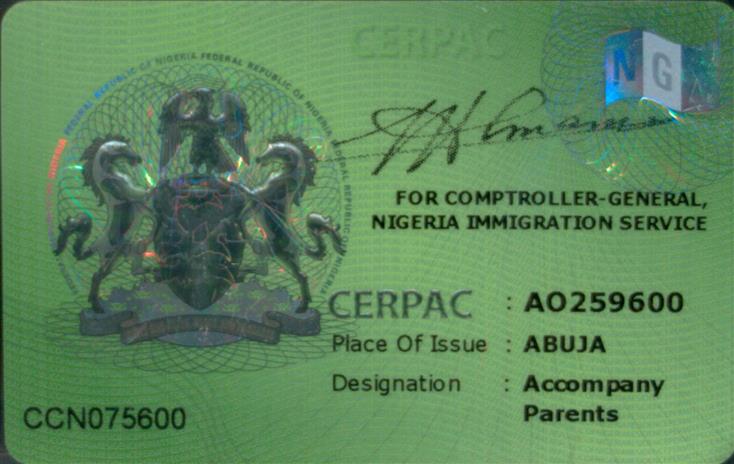 CERPAC
FEDERAL REPUBLIC OF NIGERIA FEDERAL REPUBLIC OF NIGERIA FEDERAL REPUBLIC OF NIGERIA
NGA
FOR COMPTROLLER-GENERAL,
NIGERIA IMMIGRATION SERVICE
CERPAC : AO259600
Place Of Issue : ABUJA
Designation : Accompany
Parents
CCN075600